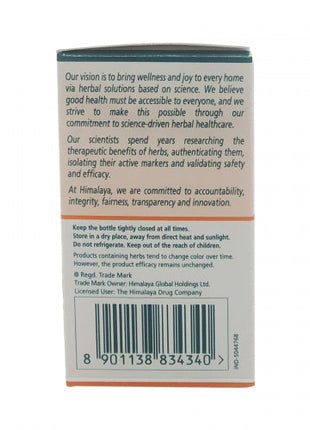 Our vision is to bring wellness and joy to every home
via herbal solutions based on science. We believe
good health must be accessible to everyone, and we
strive to make this possible through our
commitment to science-driven herbal healthcare.
Our scientists spend years researching the
therapeutic benefits of herbs, authenticating them,
isolating their active markers and validating safety
and efficacy.
At Himalaya, we are committed to accountability,
integrity, fairness, transparency and innovation.
Keep the bottle tightly closed at all times.
Store in a dry place, away from direct heat and sunlight.
Do not refrigerate. Keep out of the reach of children.
Products containing herbs tend to change color over time.
However, the product efficacy remains unchanged.
® Regd. Trade Mark
Trade Mark Owner: Himalaya Global Holdings Ltd.
Licensed User: The Himalaya Drug Company
8 901138 834340 >
IND-5044768